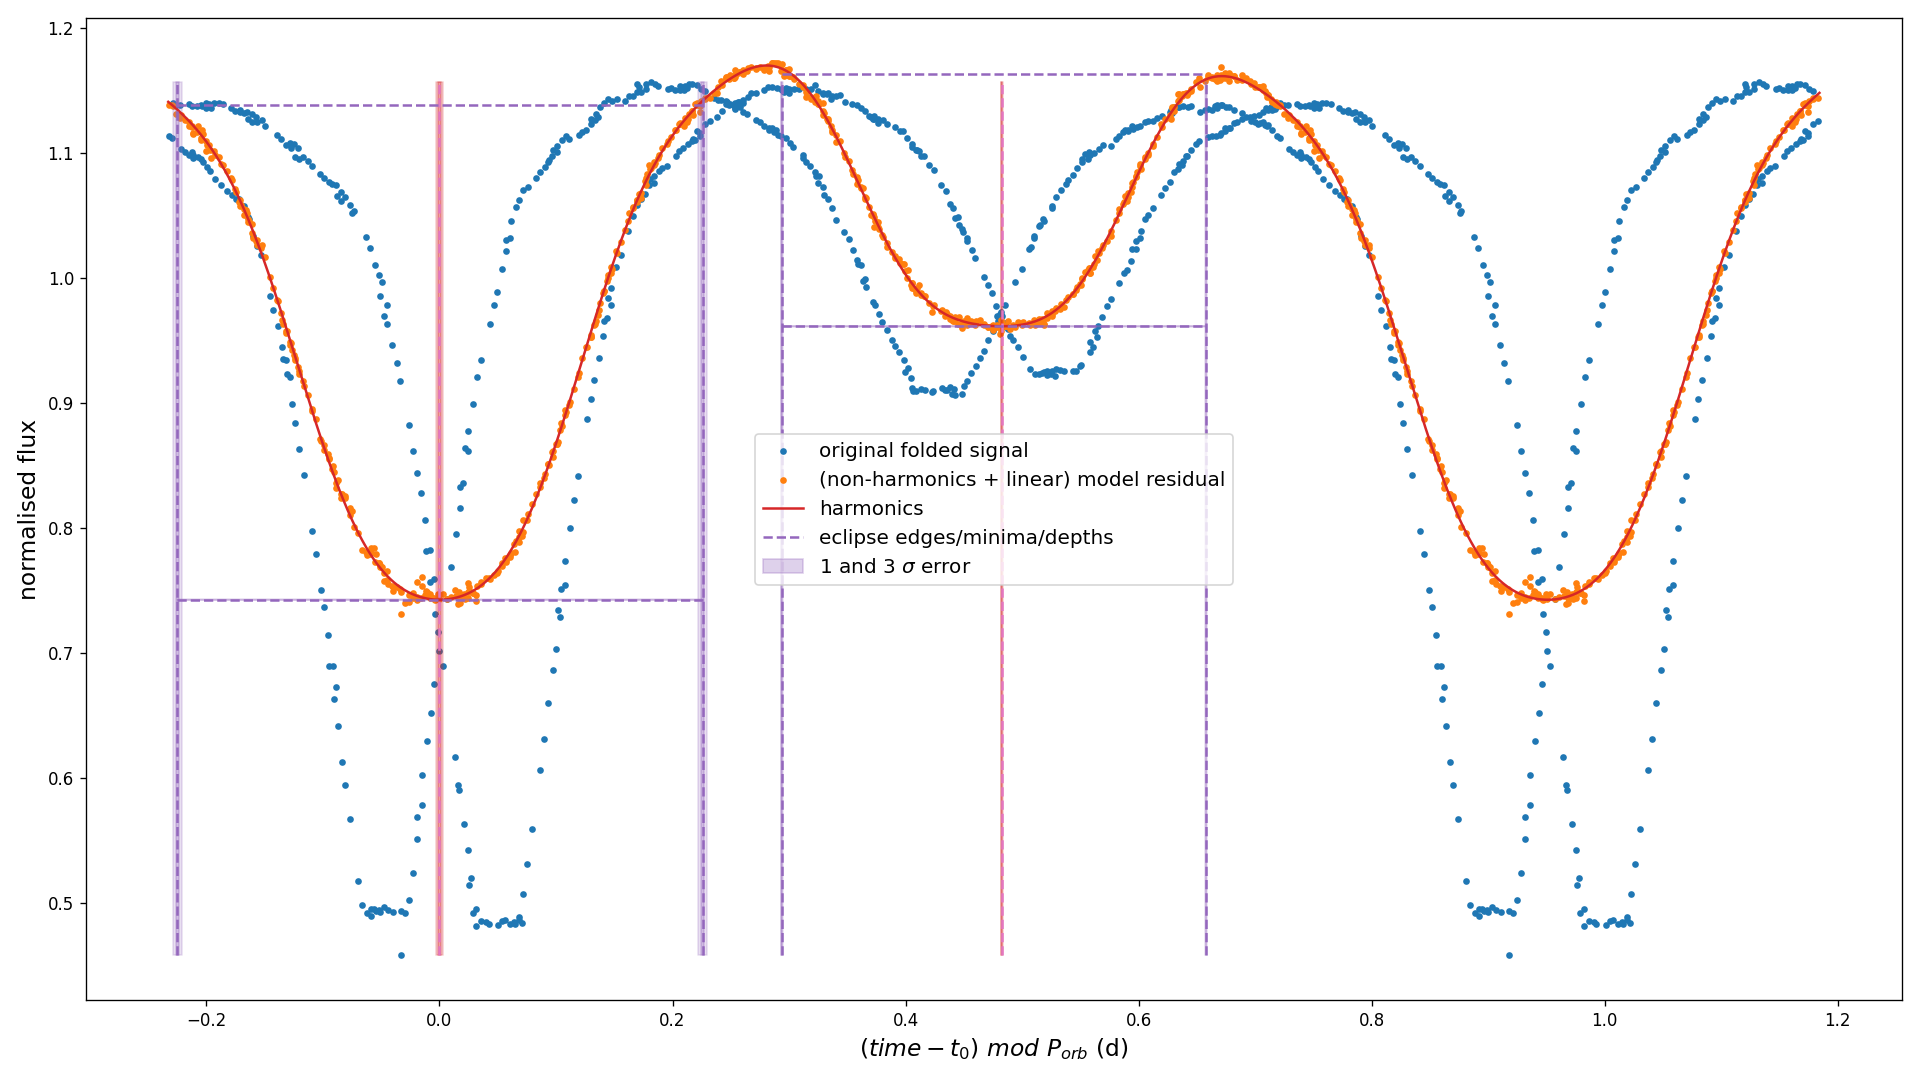 1.2
1.1
1.0
0.9
0.8
0.7
0.6
0.5
normalised flux
original folded signal
(non-harmonics + linear) model residual
harmonics
eclipse edges/minima/depths
1 and 3 σ error
−0.2
0.0
0.2
0.4
0.6
0.8
1.0
1.2
(time − t₀) mod Pₒᵣb (d)